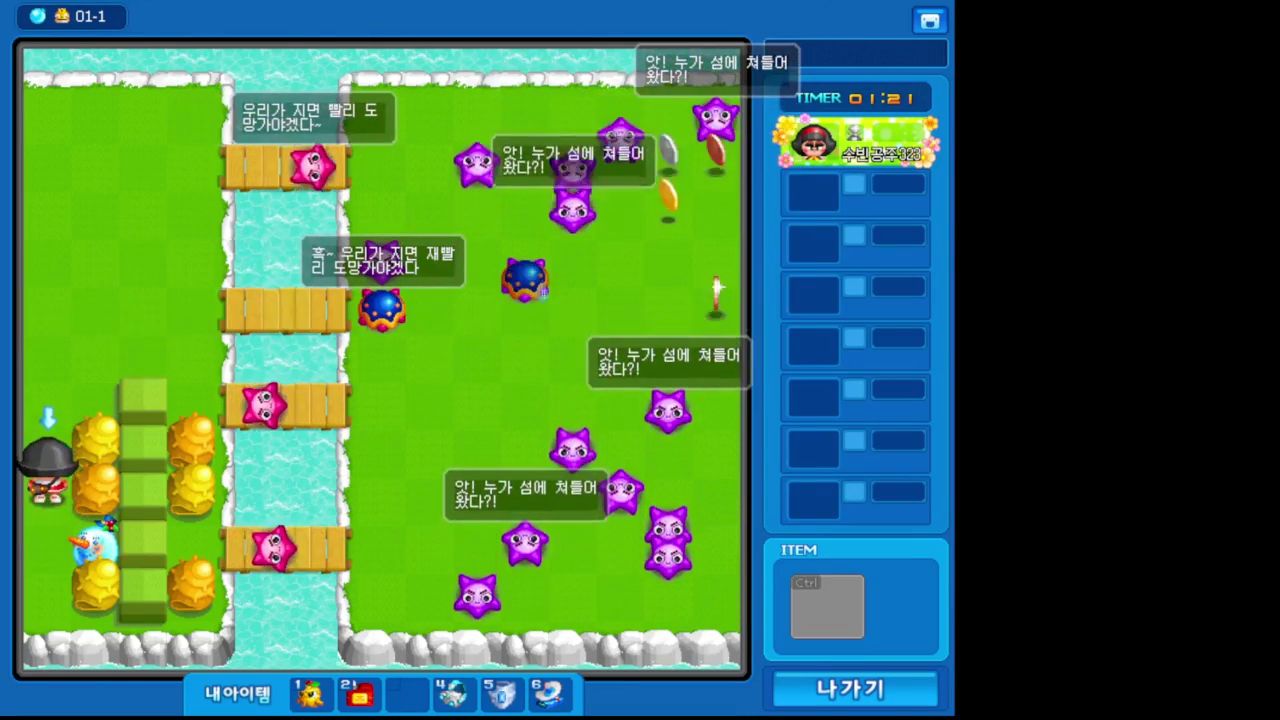 01-1
앗! 누가 섬에 쳐들어
왔다?!
우리가 지면 빨리 도
망가야겠다~
TIMER 01:21
수빈공주023
앗! 누가 섬에 쳐들어
왔다?!
흑~ 우리가 지면 재빨
리 도망가야겠다
앗! 누가 섬에 쳐들어
왔다?!
앗! 누가 섬에 쳐들어
왔다?!
ITEM
Ctrl
내아이템
1
2
4
5
6
나가기